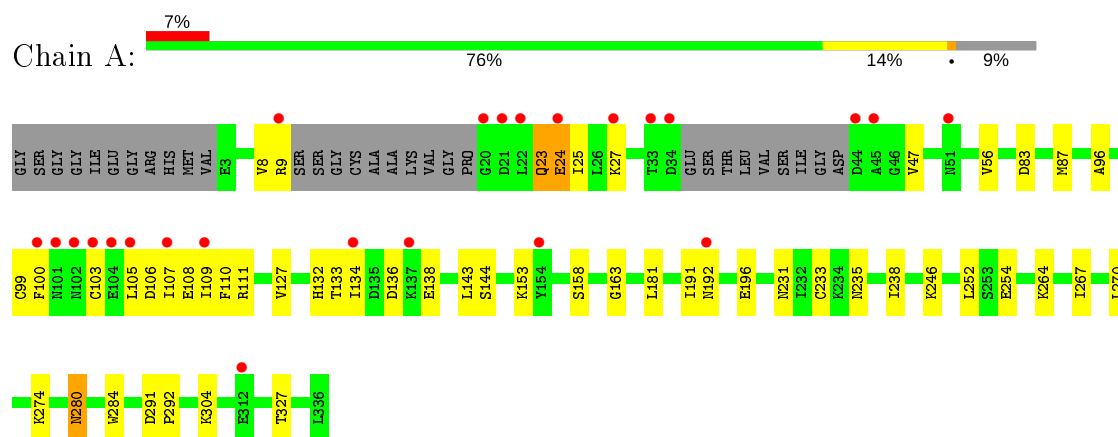 7%
Chain A:
76% 14% • 9%
GLY SER GLY GLY ILE GLU GLY ARG HIS MET VAL E3 V8 R9 SER SER GLY CYS ALA ALA LYS VAL GLY PRO G20 D21 L22 Q23 E24 I25 L26 K27 T33 D34 GLU SER THR LEU VAL SER ILE GLY ASP D44 A45 G46 V47 N51 V56 D83 M87 A96
C99 F100 N101 N102 C103 E104 L105 D106 I107 E108 I109 F110 R111 V127 H132 T133 I134 D135 D136 K137 E138 L143 S144 K153 Y154 S158 G163 L181 I191 N192 E196 N231 I232 C233 K234 N235 I238 K246 L252 S253 E254 K264 I267
K274 N280 W284 D291 P292 K304 E312 T327 L336